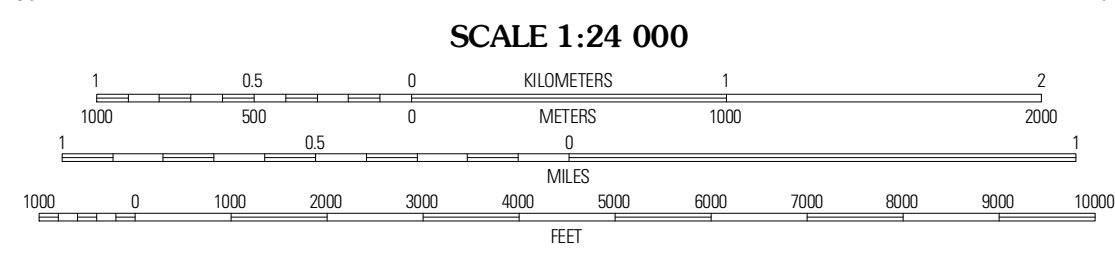 SCALE 1:24 000
1 0.5 0 KILOMETERS 1 2
1000 500 0 METERS 1000 2000
1 0.5 0 1
MILES
1000 0 1000 2000 3000 4000 5000 6000 7000 8000 9000 10000
FEET